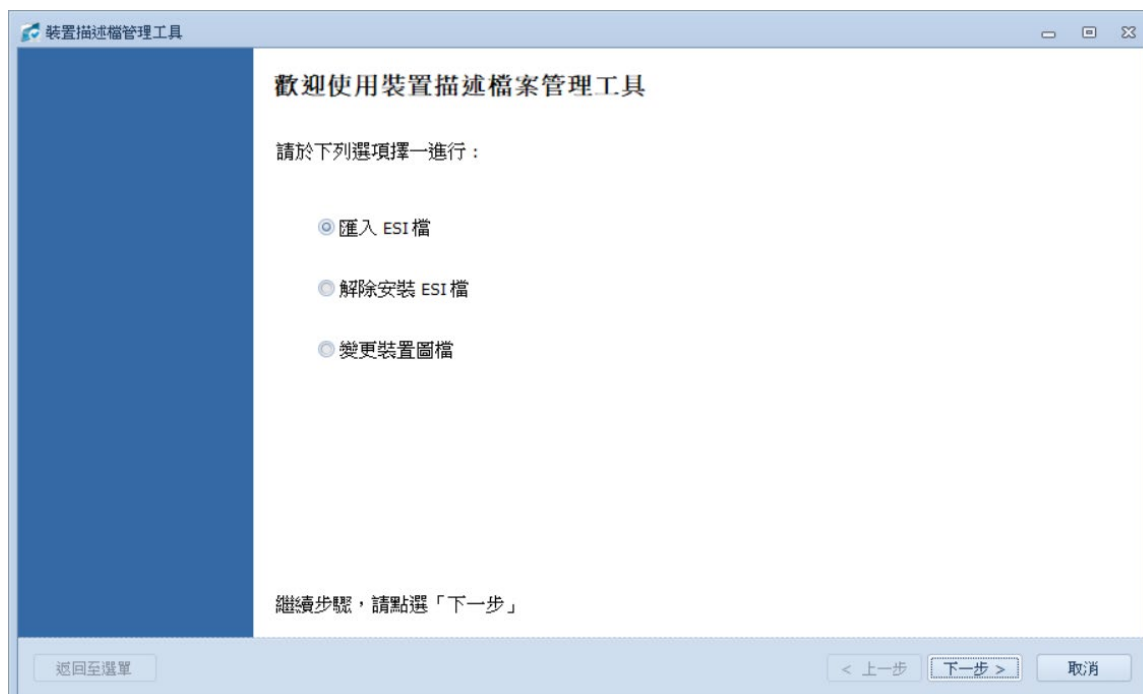 裝置描述檔管理工具
歡迎使用裝置描述檔案管理工具
請於下列選項擇一進行：
匯入 ESI 檔
解除安裝 ESI 檔
變更裝置圖檔
繼續步驟，請點選「下一步」
返回至選單
< 上一步
下一步 >
取消